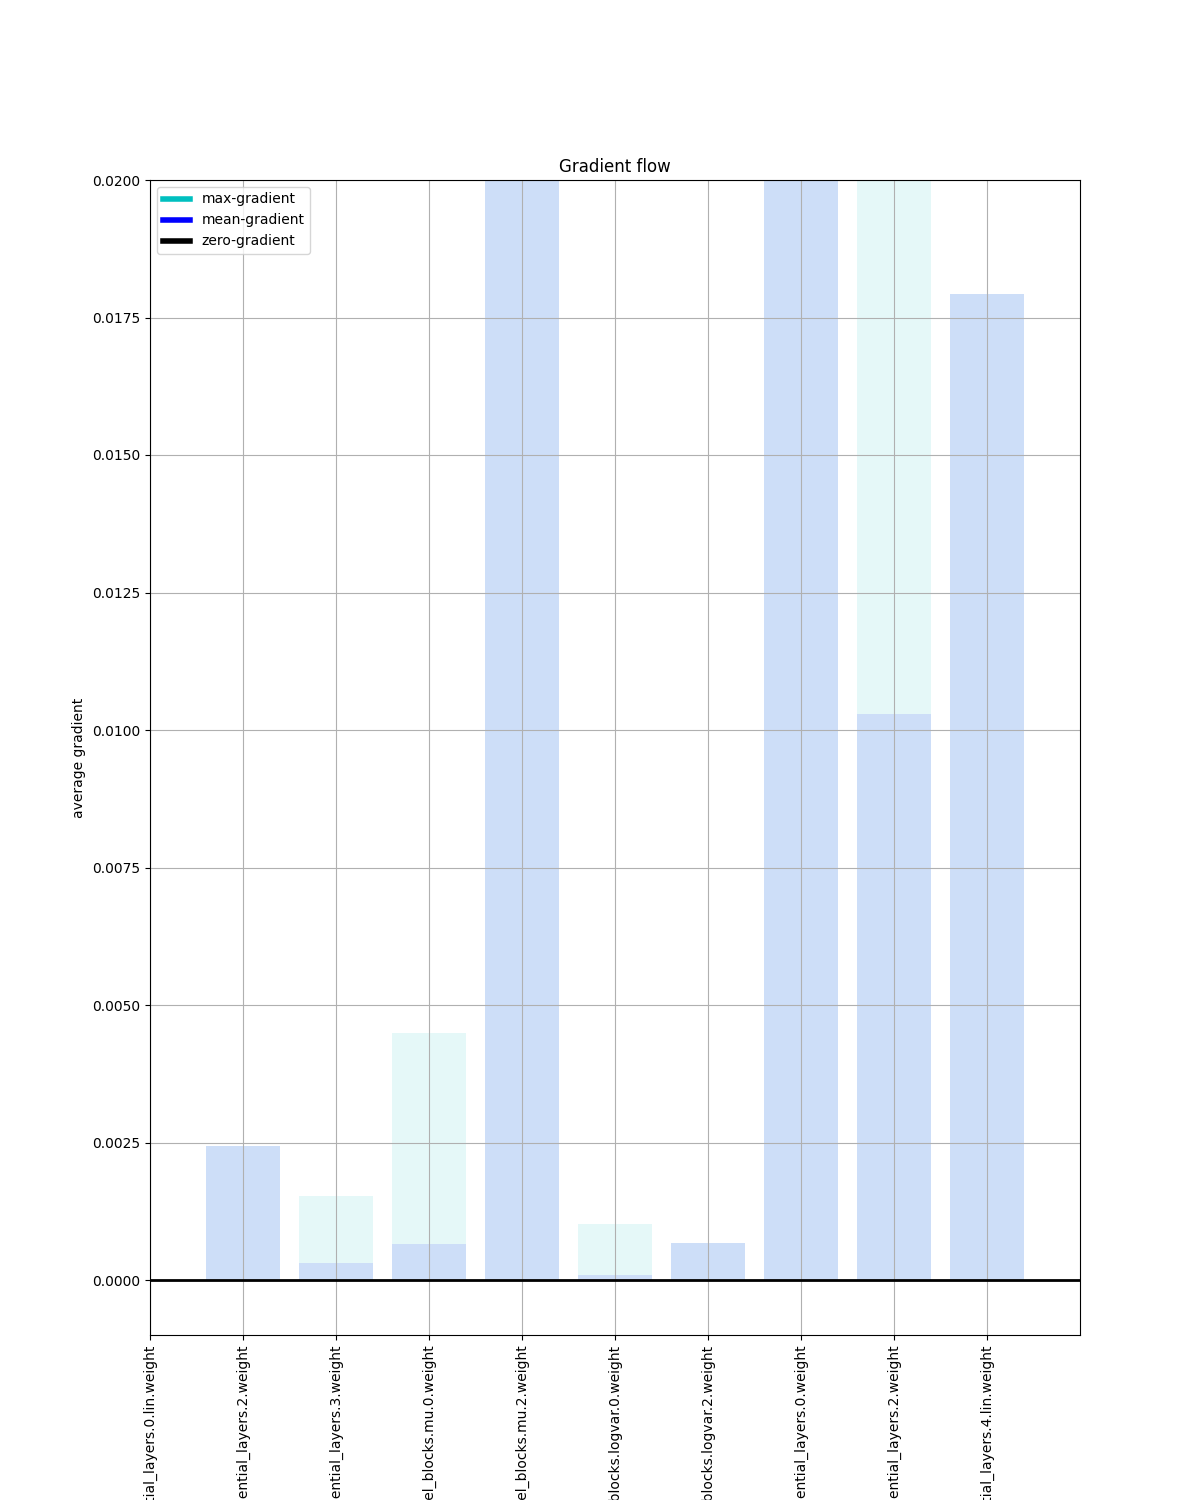 Gradient flow
max-gradient
mean-gradient
zero-gradient
0.0200
0.0175
0.0150
0.0125
0.0100
0.0075
0.0050
0.0025
0.0000
average gradient
tial_layers.0.lin.weight
ential_layers.2.weight
ential_layers.3.weight
el_blocks.mu.0.weight
el_blocks.mu.2.weight
blocks.logvar.0.weight
blocks.logvar.2.weight
ential_layers.0.weight
ential_layers.2.weight
tial_layers.4.lin.weight